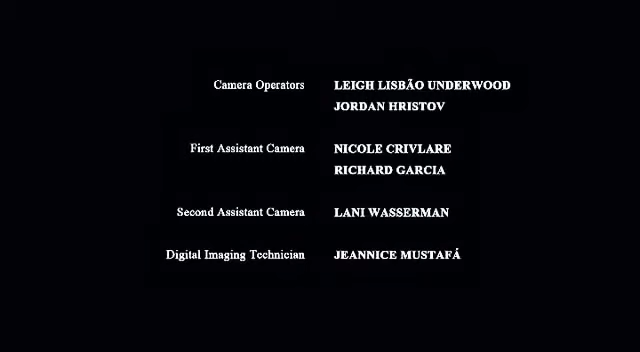 Camera Operators LEIGH LISBÃO UNDERWOOD
JORDAN HRISTOV
First Assistant Camera NICOLE CRIVLARE
RICHARD GARCIA
Second Assistant Camera LANI WASSERMAN
Digital Imaging Technician JEANNICE MUSTAFÁ